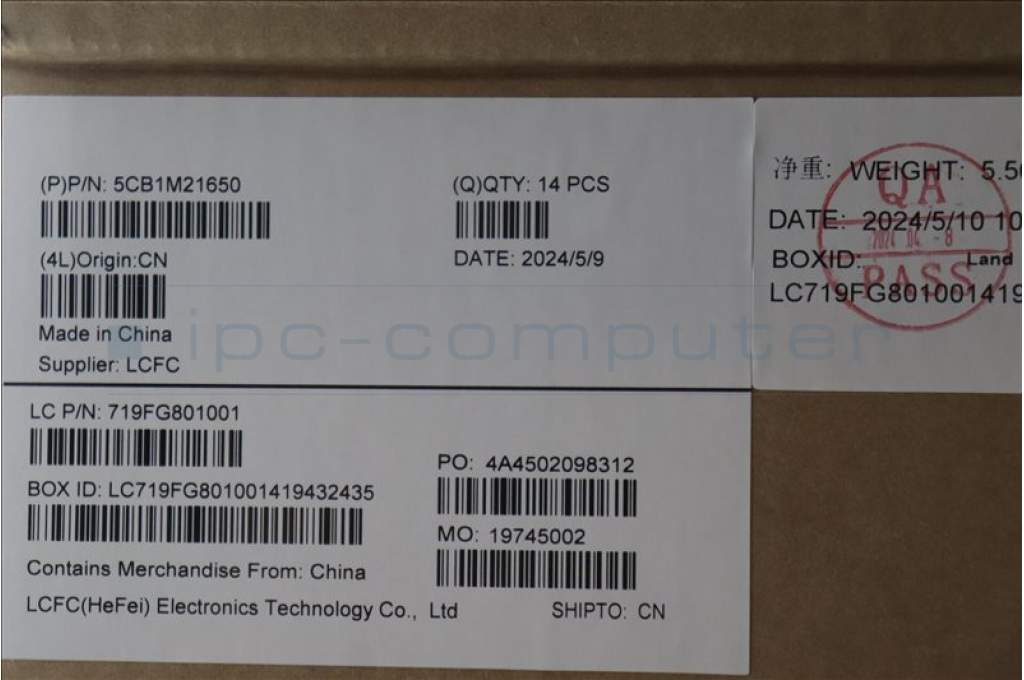 (P)P/N: 5CB1M21650
(Q)QTY: 14 PCS
(4L)Origin:CN
DATE: 2024/5/9
Made in China
Supplier: LCFC
LC P/N: 719FG801001
PO: 4A4502098312
BOX ID: LC719FG801001419432435
MO: 19745002
Contains Merchandise From: China
LCFC(HeFei) Electronics Technology Co., Ltd
SHIPTO: CN
净重: WEIGHT: 5.5
DATE: 2024/5/10 10
BOXID: Land
LC719FG801001419
QA
PASS
ipc-computer